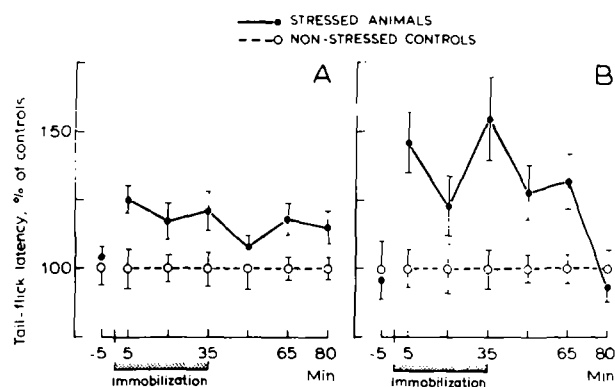 STRESSED ANIMALS
NON-STRESSED CONTROLS
A
B
Tail-flick latency, % of controls
150
100
-5 5 35 65 80
Min
Immobilization
-5 5 35 65 80
Min
Immobilization